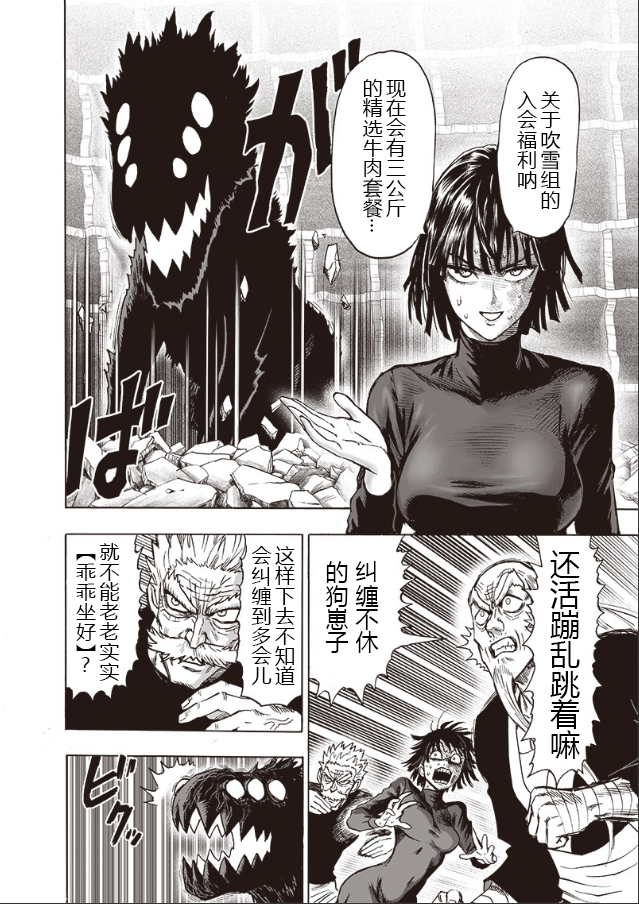 关于吹雪组的
入会福利呐
现在会有三公斤
的精选牛肉套餐…
ガバ
还活蹦乱跳着嘛
纠缠不休
的狗崽子
这样下去不知道
会纠缠到多会儿
就不能老老实实
【乖乖坐好】？
ビクッ